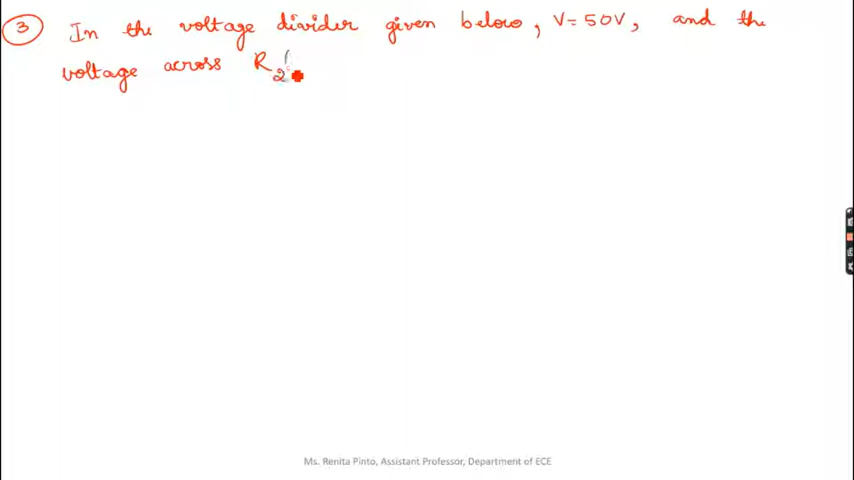 3 In the voltage divider given below, V=50V, and the
voltage across R2
Ms. Renita Pinto, Assistant Professor, Department of ECE